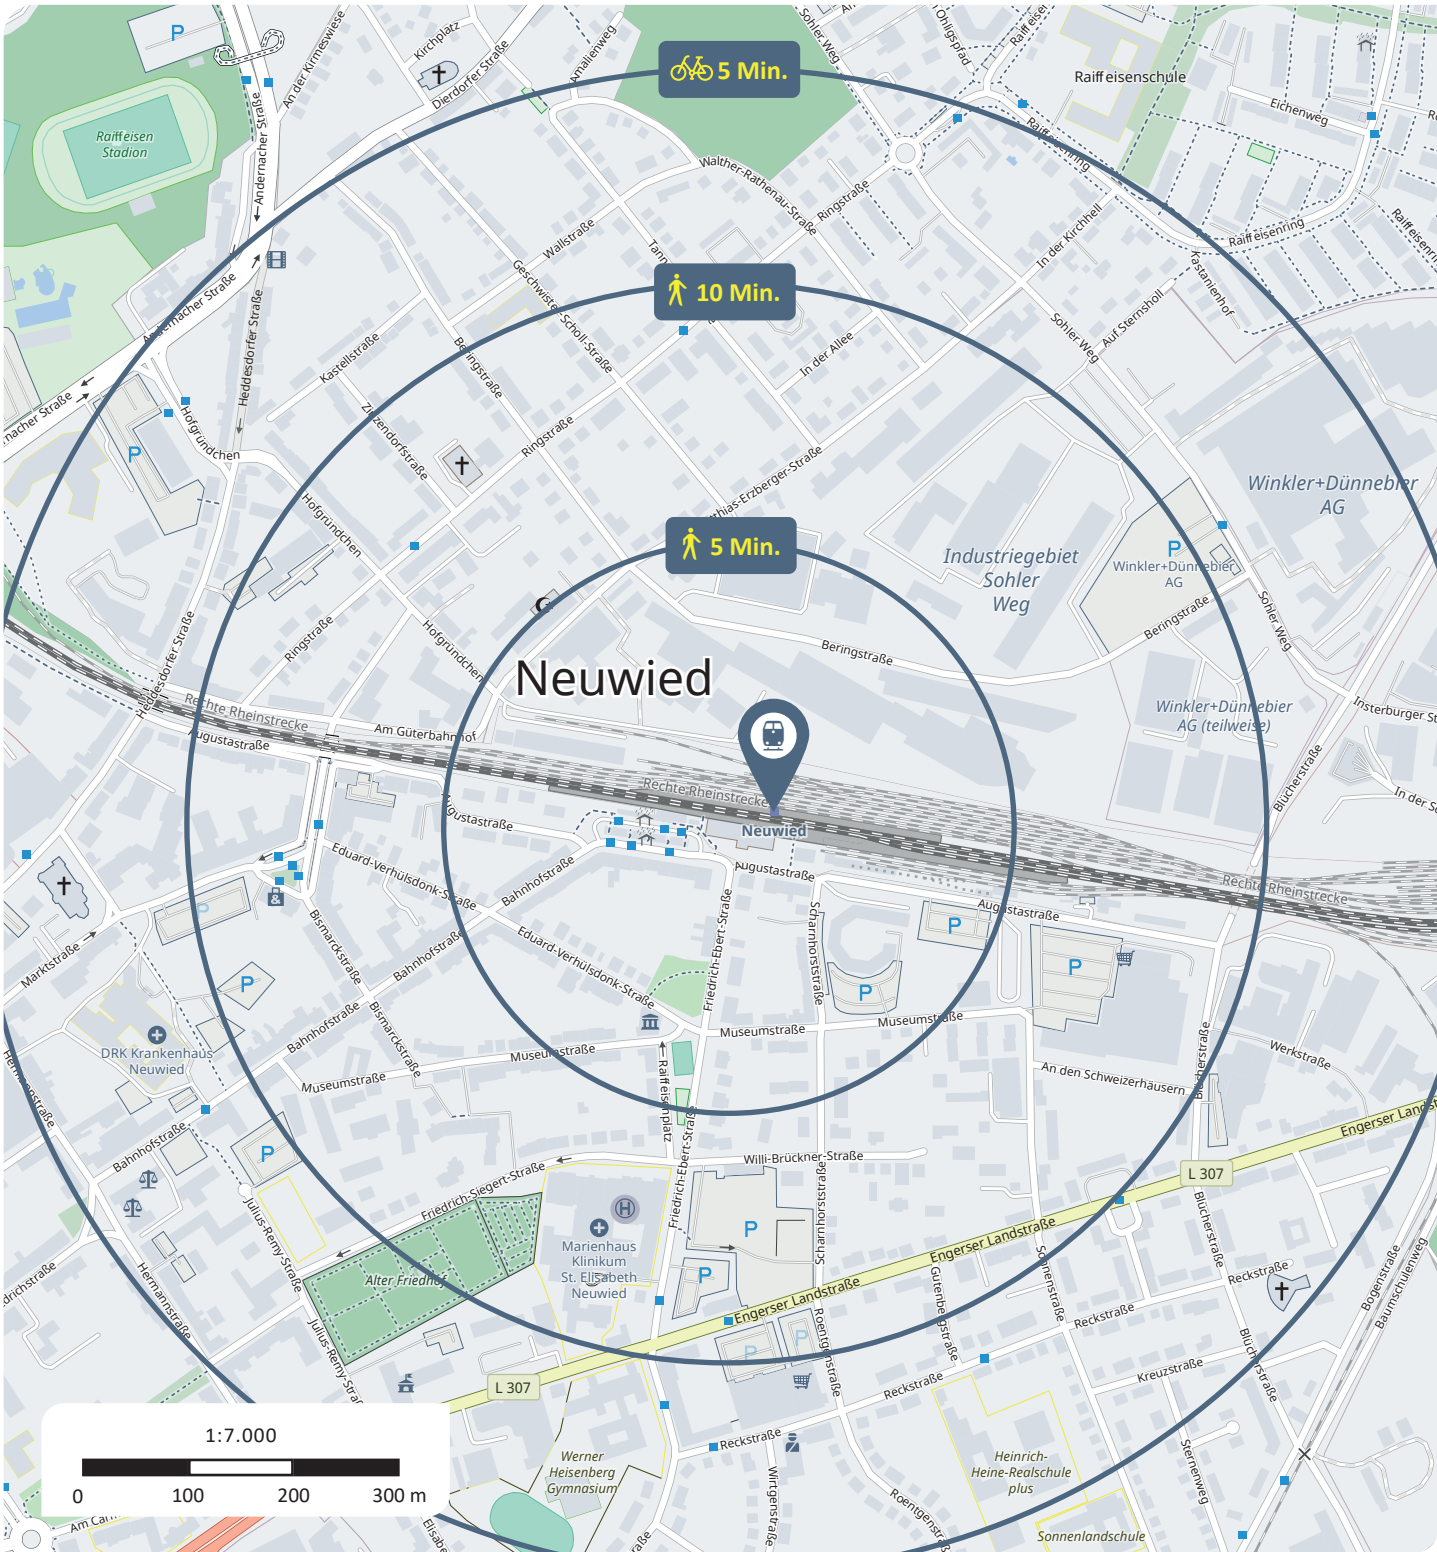 Kirchplatz
An der Kirmeswiese
Dierdorfer Straße
Amalienweg
5 Min.
Sohler Weg
Ohligspfad
Raiffeisenschule
Eichenweg
Raiffeisen
Stadion
Andernacher Straße
Walther-Rathenau-Straße
Ringstraße
Raiffeisenring
Raiffeisenring
In der Kirchhell
Wallstraße
Kastanienhof
Andernacher Straße
Heddesdorfer Straße
Geschwister-Scholl-Straße
10 Min.
Auf Sternsholl
Sohler Weg
In der Allee
Kastellstraße
Beringstraße
Zinzendorfstraße
Ringstraße
Hofgründchen
P
Hofgründchen
Winkler+Dünnebier
AG
5 Min.
Industriegebiet
Sohler
Weg
P
Winkler+Dünnebier
AG
Sohler Weg
Beringstraße
Ringstraße
Hofgründchen
Heddesdorfer Straße
Beringstraße
Neuwied
Winkler+Dünnebier
AG (teilweise)
Rechte Rheinstrecke
Am Güterbahnhof
Augustastraße
Blücherstraße
Rechte Rheinstrecke
Augustastraße
Neuwied
Augustastraße
Eduard-Verhülsdonk-Straße
Bahnhofstraße
Rechte Rheinstrecke
Augustastraße
Bismarckstraße
Scharnhorststraße
Friedrich-Ebert-Straße
Eduard-Verhülsdonk-Straße
Marktstraße
Bahnhofstraße
P
P
P
P
Bismarckstraße
Bahnhofstraße
Museumstraße
Museumstraße
Museumstraße
Museumstraße
DRK Krankenhaus
Neuwied
Werkstraße
An den Schweizerhäusern
Blücherstraße
Raiffeisenplatz
Hermannstraße
Bahnhofstraße
P
Willi-Brückner-Straße
Friedrich-Siegert-Straße
Friedrich-Ebert-Straße
Scharnhorststraße
L 307
Engerser Landstraße
Blücherstraße
Julius-Remy-Straße
P
P
Marienhaus
Klinikum
St. Elisabeth
Neuwied
Alter Friedhof
Hermannstraße
Engerser Landstraße
Gutenbergstraße
Sonnenstraße
Reckstraße
Reckstraße
Bogenstraße
Baumschulenweg
Roentgenstraße
P
P
Blücherstraße
Kreuzstraße
L 307
Reckstraße
Reckstraße
Sternenweg
Werner
Heisenberg
Gymnasium
Heinrich-
Heine-Realschule
plus
Wirtgenstraße
Roentgenstraße
Sonnenlandschule
1:7.000
0 100 200 300 m